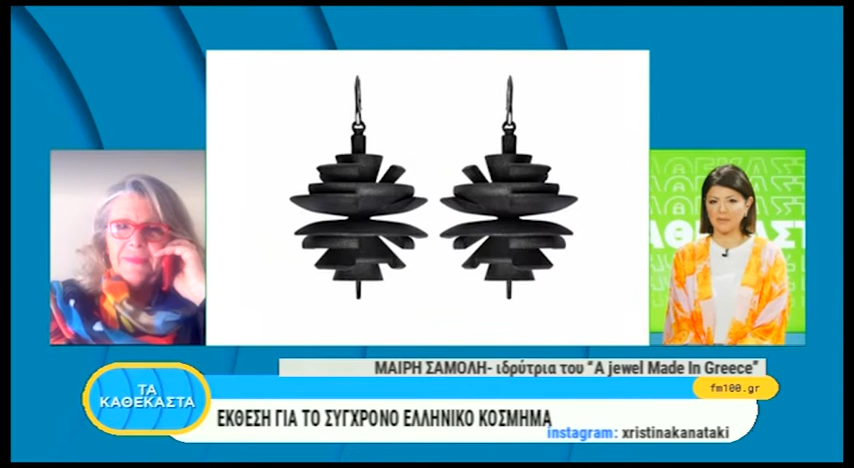 ΑΘΕΚΑΣΤ
ΜΑΙΡΗ ΣΑΜΟΛΗ- ιδρύτρια του “A jewel Made In Greece”
fm100.gr
ΤΑ
ΚΑΘΕΚΑΣΤΑ
ΕΚΘΕΣΗ ΓΙΑ ΤΟ ΣΥΓΧΡΟΝΟ ΕΛΛΗΝΙΚΟ ΚΟΣΜΗΜΑ
instagram: xristinakanataki